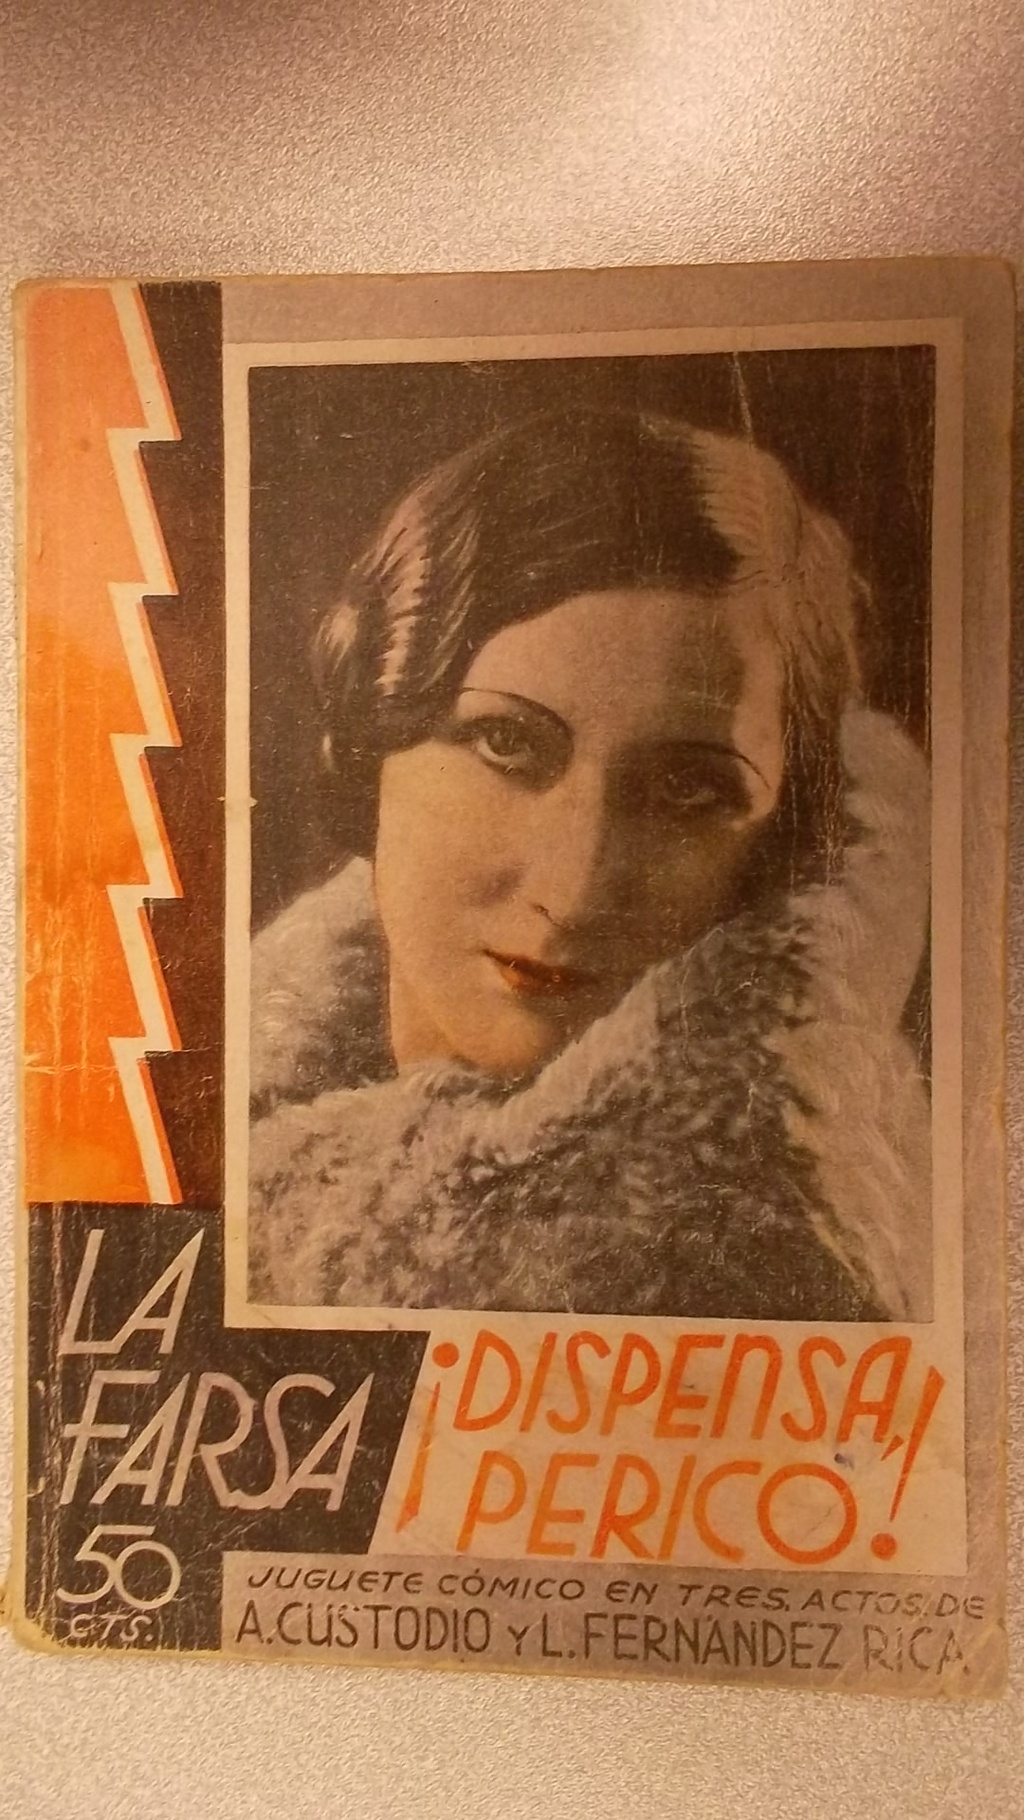 LA
FARSA
50
CTS.
¡DISPENSA,
PERICO!
JUGUETE CÓMICO EN TRES ACTOS, DE
A. CUSTODIO Y L. FERNÁNDEZ RICA.